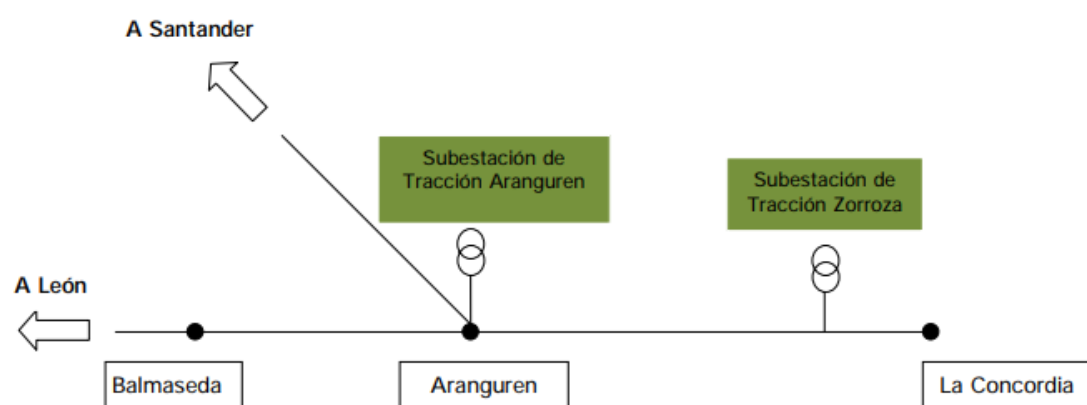 A Santander
Subestación de
Tracción Aranguren
Subestación de
Tracción Zorroza
A León
Balmaseda
Aranguren
La Concordia